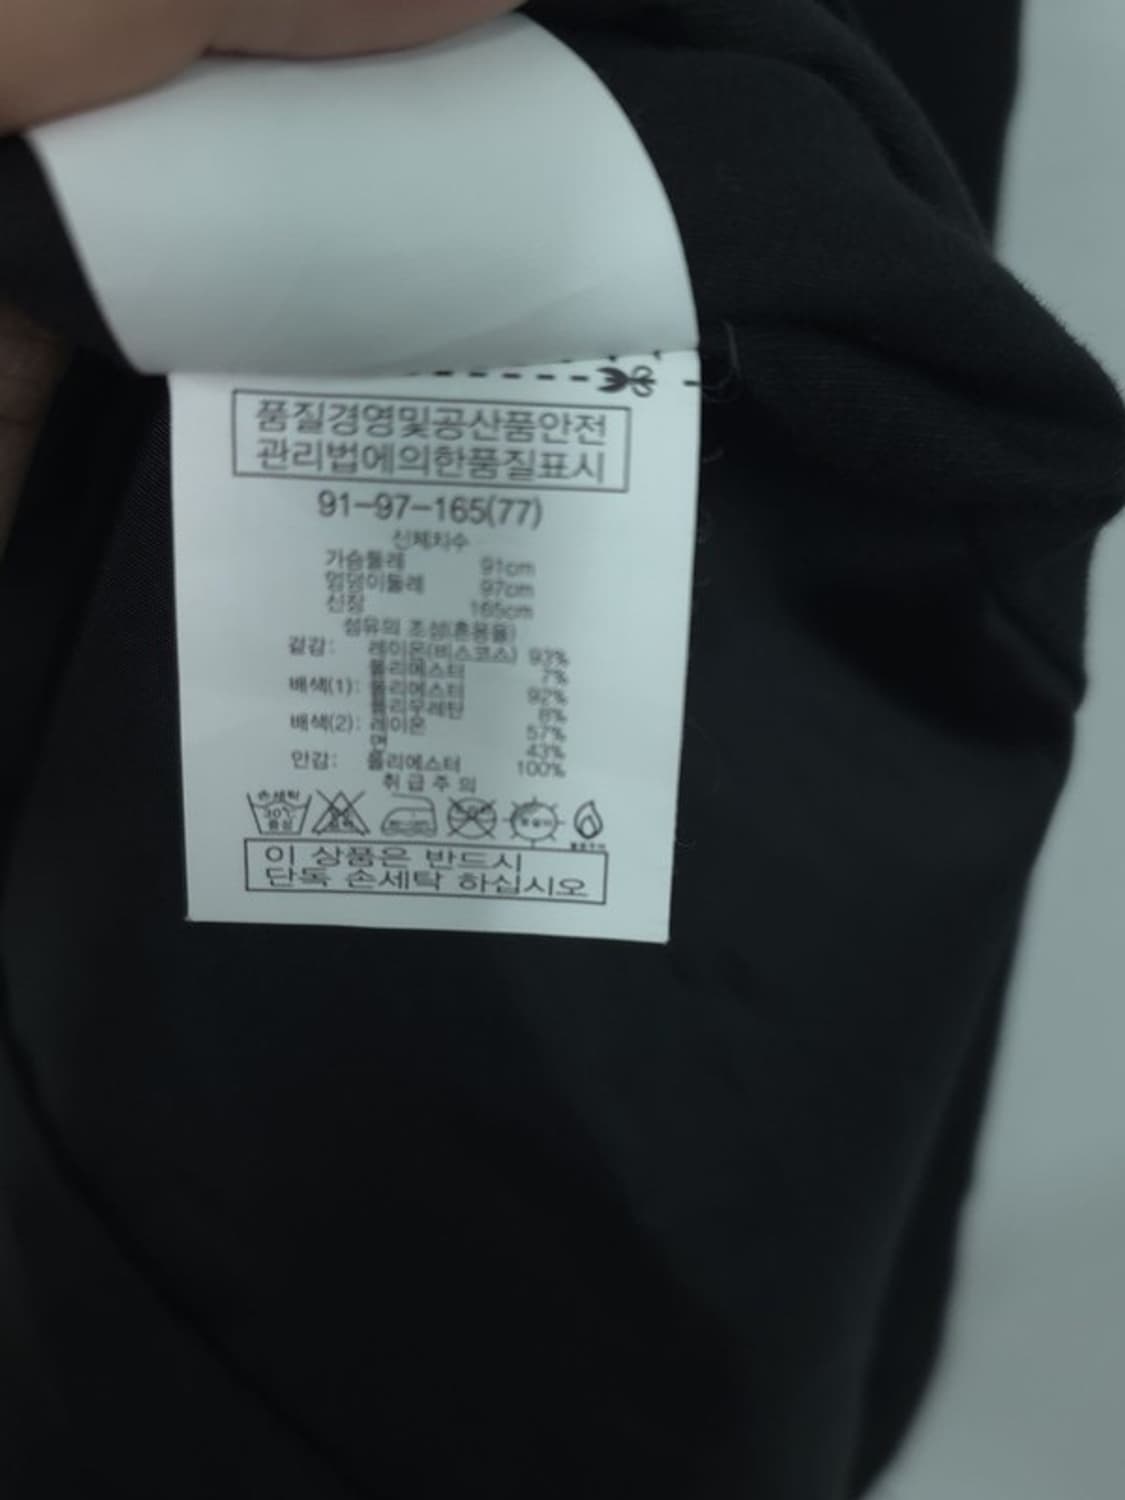 품질경영및공산품안전
관리법에의한품질표시
91-97-165(77)
신체치수
가슴둘레 91cm
엉덩이둘레 97cm
신장 165cm
섬유의 조성(혼용율)
겉감: 레이온(비스코스) 93%
폴리에스터 7%
배색(1): 폴리에스터 92%
폴리우레탄 8%
배색(2): 레이온 57%
면 43%
안감: 폴리에스터 100%
취급주의
손세탁
30℃
중성
이 상품은 반드시
단독 손세탁 하십시오